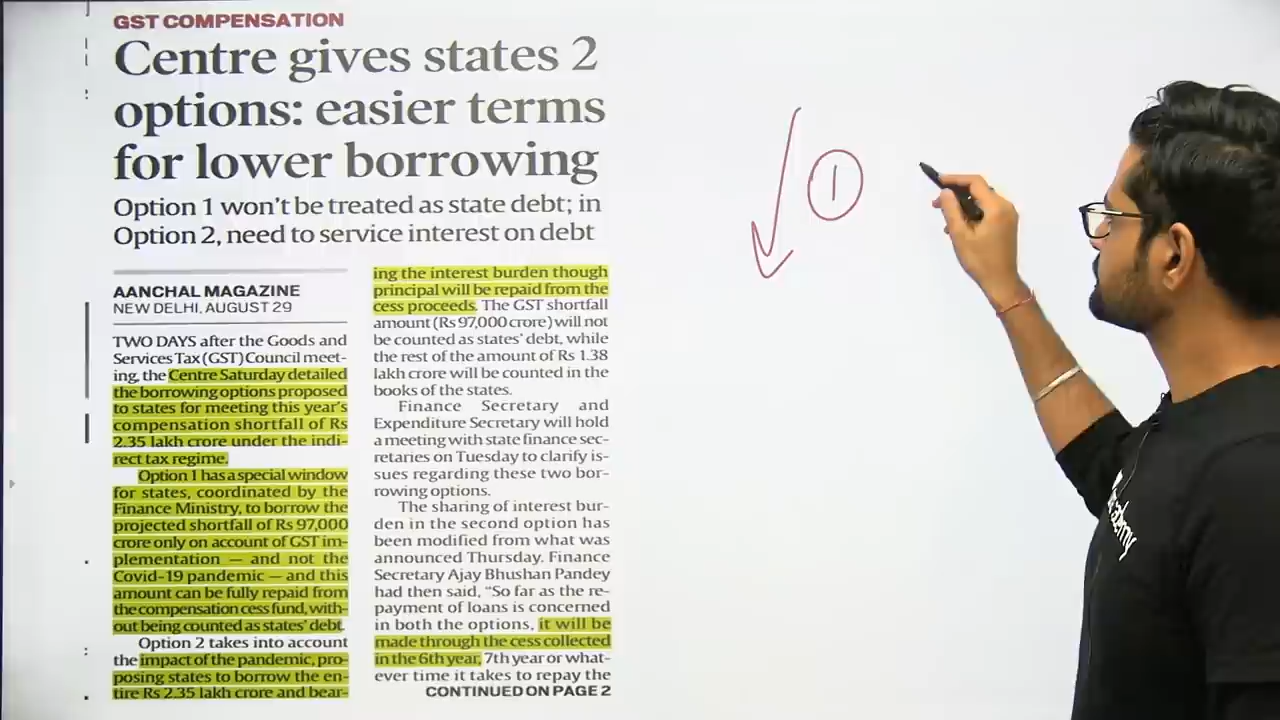 GST COMPENSATION
Centre gives states 2
options: easier terms
for lower borrowing
Option 1 won't be treated as state debt; in
Option 2, need to service interest on debt
AANCHAL MAGAZINE
NEW DELHI, AUGUST 29
TWO DAYS after the Goods and
Services Tax (GST) Council meet-
ing, the Centre Saturday detailed
the borrowing options proposed
to states for meeting this year's
compensation shortfall of Rs
2.35 lakh crore under the indi-
rect tax regime.
Option 1 has a special window
for states, coordinated by the
Finance Ministry, to borrow the
projected shortfall of Rs 97,000
crore only on account of GST im-
plementation — and not the
Covid-19 pandemic — and this
amount can be fully repaid from
the compensation cess fund, with-
out being counted as states' debt.
Option 2 takes into account
the impact of the pandemic, pro-
posing states to borrow the en-
tire Rs 2.35 lakh crore and bear-
ing the interest burden though
principal will be repaid from the
cess proceeds. The GST shortfall
amount (Rs 97,000 crore) will not
be counted as states' debt, while
the rest of the amount of Rs 1.38
lakh crore will be counted in the
books of the states.
Finance Secretary and
Expenditure Secretary will hold
a meeting with state finance sec-
retaries on Tuesday to clarify is-
sues regarding these two bor-
rowing options.
The sharing of interest bur-
den in the second option has
been modified from what was
announced Thursday. Finance
Secretary Ajay Bhushan Pandey
had then said, "So far as the re-
payment of loans is concerned
in both the options, it will be
made through the cess collected
in the 6th year, 7th year or what-
ever time it takes to repay the
CONTINUED ON PAGE 2
1